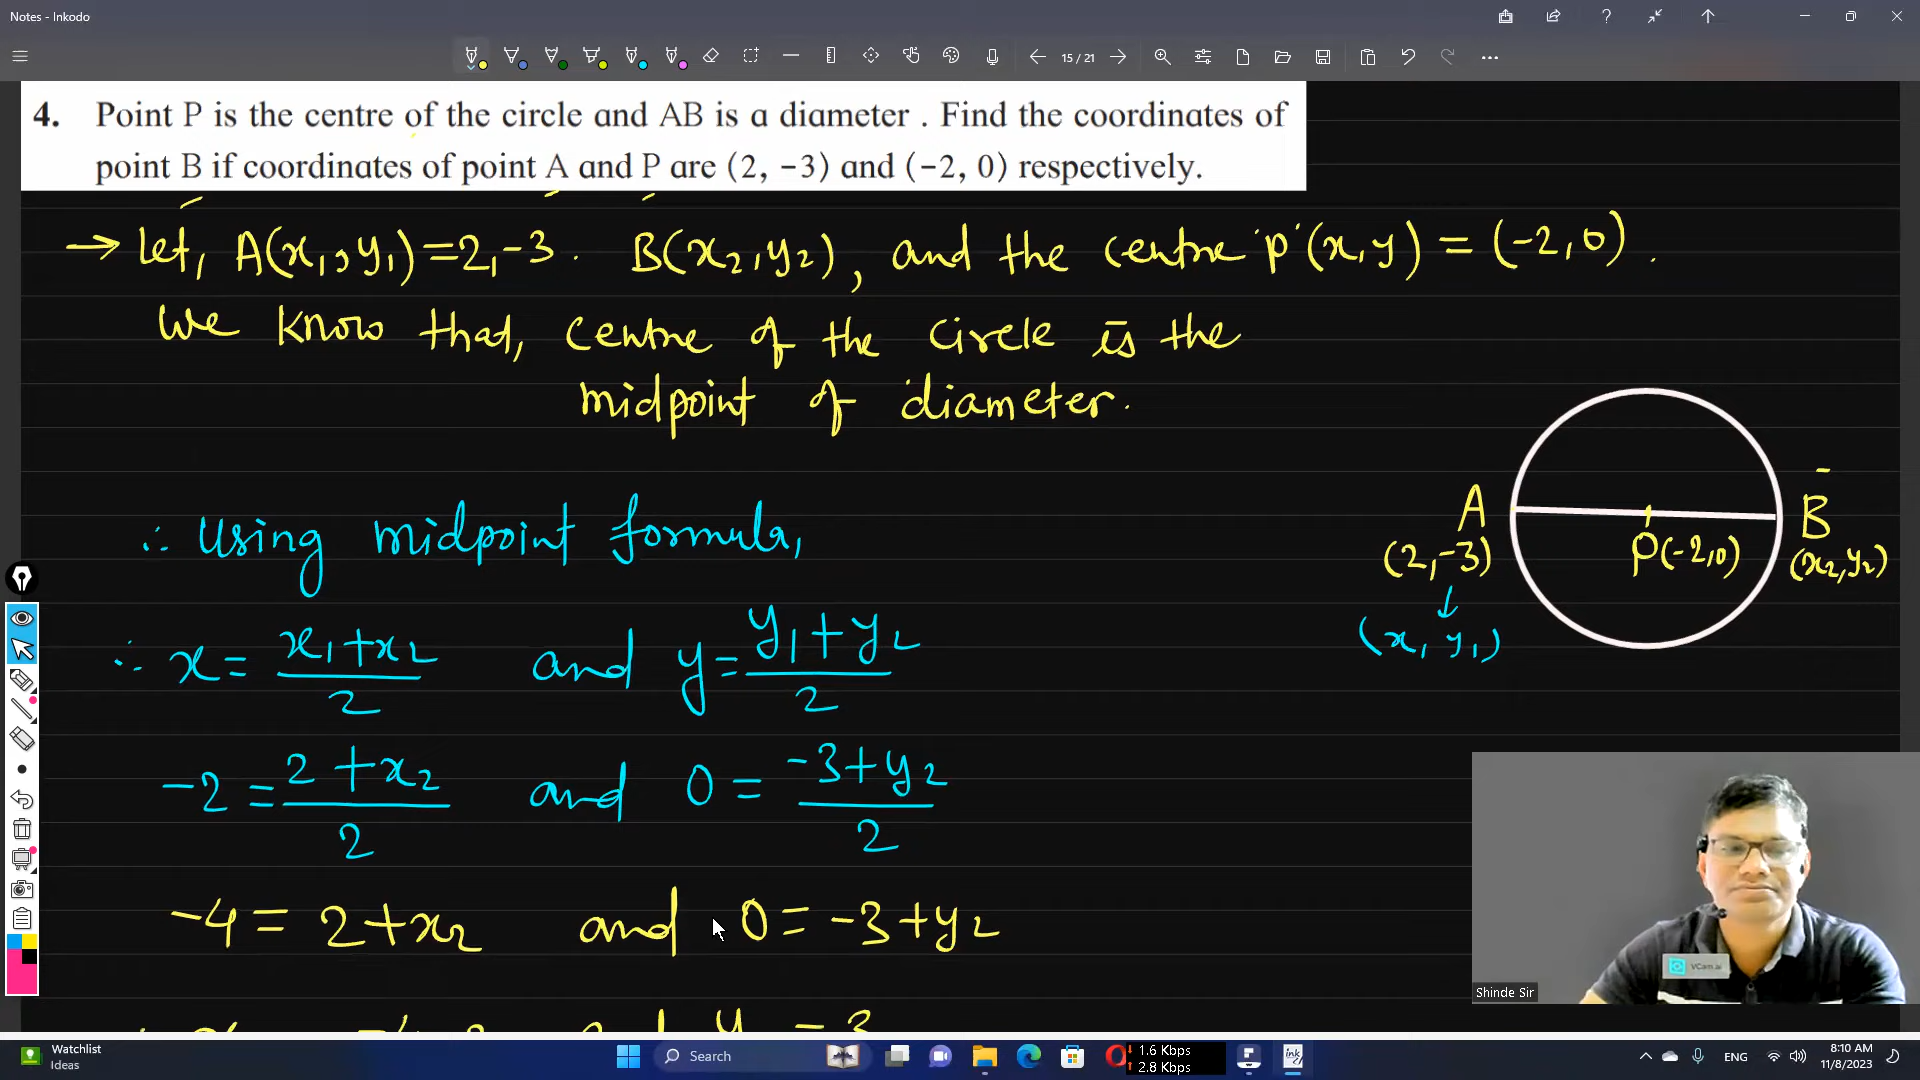 Notes - Inkodo
15 / 21
4. Point P is the centre of the circle and AB is a diameter . Find the coordinates of
point B if coordinates of point A and P are (2, -3) and (-2, 0) respectively.
→ Let, A(x₁, y₁) = 2, -3. B(x₂, y₂), and the centre 'P'(x, y) = (-2, 0).
We know that, centre of the circle is the
midpoint of diameter.
∴ Using midpoint formula,
∴ x = x₁+x₂/2 and y = y₁+y₂/2
-2 = 2+x₂/2 and 0 = -3+y₂/2
-4 = 2+x₂ and 0 = -3+y₂
A
(2, -3)
(x₁ y₁)
P(-2, 0)
B
(x₂, y₂)
VCam.ai
Shinde Sir
Watchlist
Ideas
Search
1.6 Kbps
2.8 Kbps
ink
ENG
8:10 AM
11/8/2023